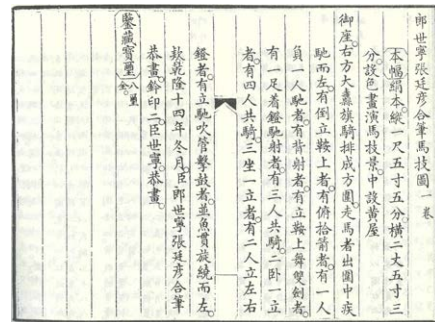 郎世寧張廷彥合筆馬技圖一卷
本幅絹本。縱一尺五寸五分。橫二丈五寸三
分。設色畫演馬技景。中設黃屋
御座。右方大纛旗騎排成方圍。走馬者出圍中疾
馳而左。有倒立鞍上者。有俯拾箭者。有一人
負一人馳者。有背射者。有立鞍上舞雙劍者。
有一足着鐙馳射者。有三人共騎。二卧一立
者。有四人共騎。三坐一立者。有二人立左右
鐙者。有立馳吹管擊鼓者。並魚貫旋繞而左。
款乾隆十四年冬月。臣郎世寧張廷彥合筆
恭畫。鈐印二。臣世寧。恭畫。
鑒藏寶璽 八璽全。